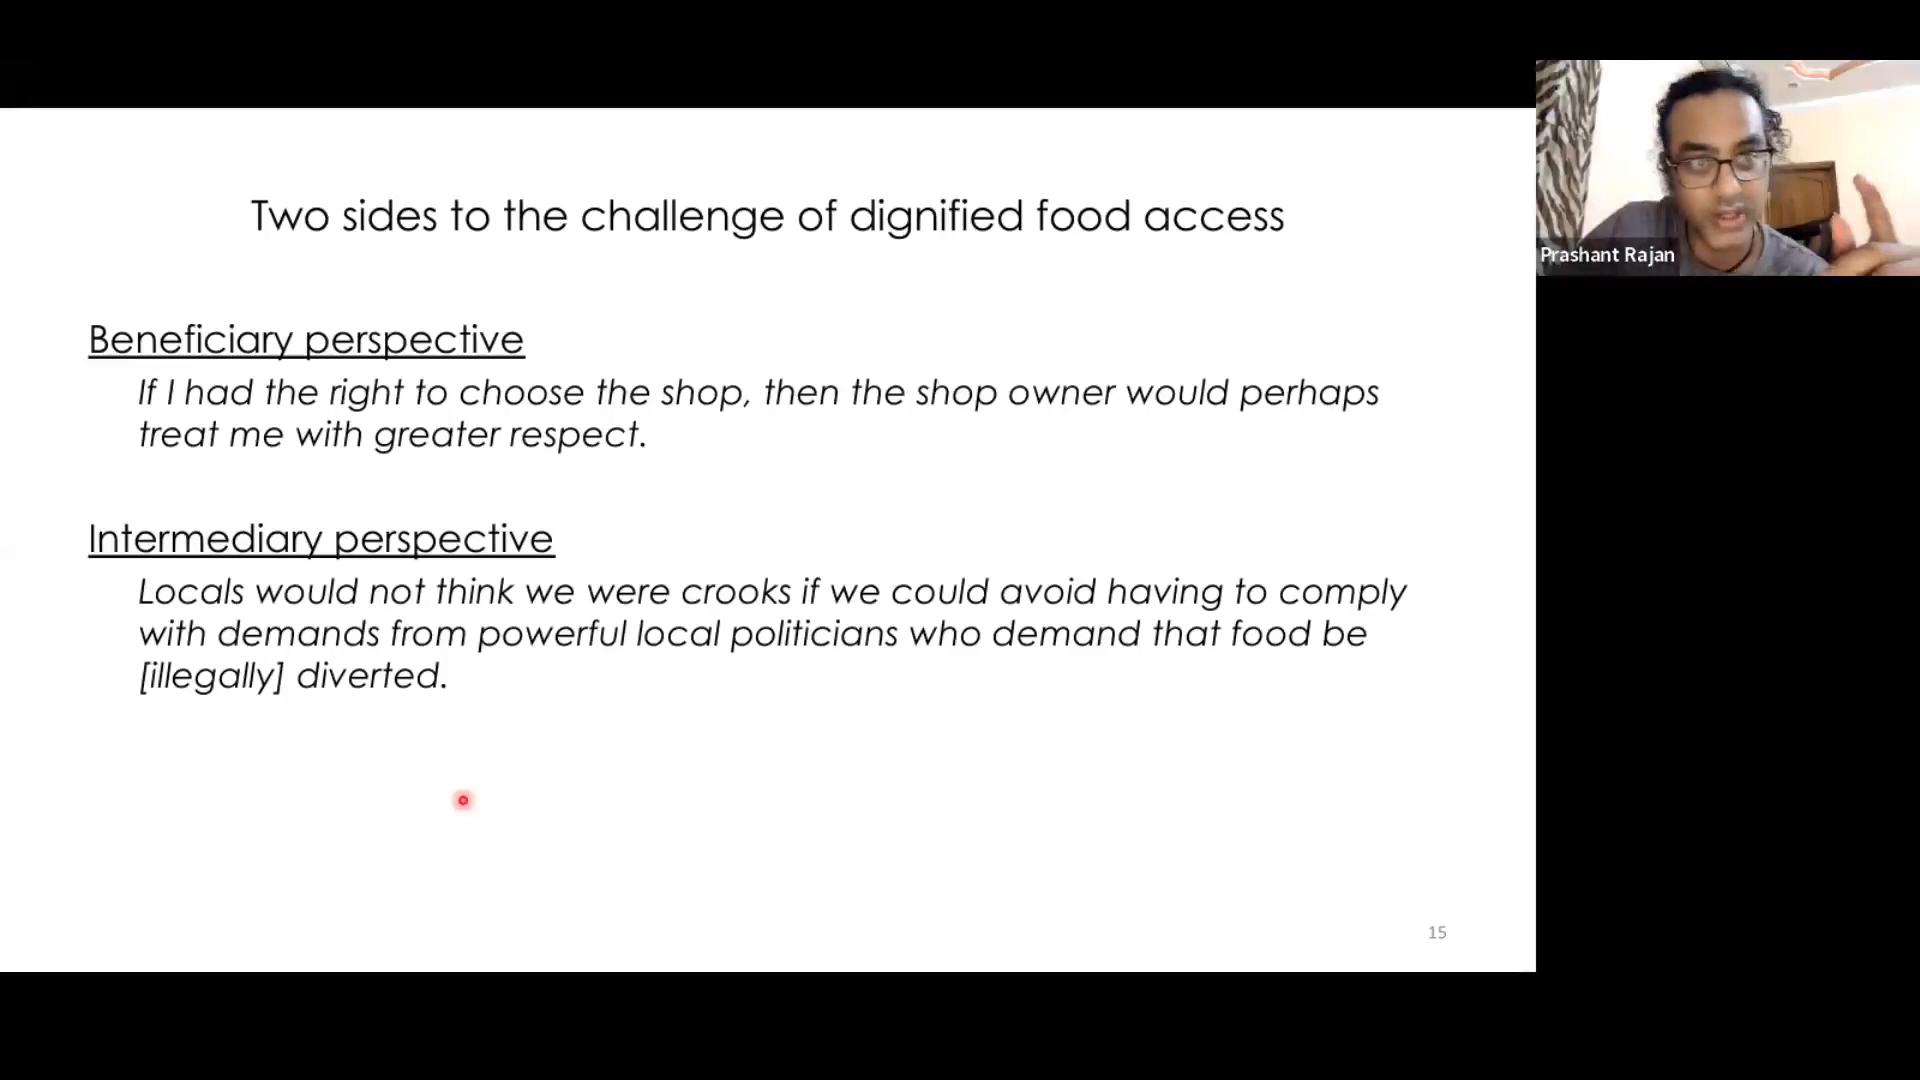 Two sides to the challenge of dignified food access
Prashant Rajan
Beneficiary perspective
If I had the right to choose the shop, then the shop owner would perhaps
treat me with greater respect.
Intermediary perspective
Locals would not think we were crooks if we could avoid having to comply
with demands from powerful local politicians who demand that food be
[illegally] diverted.
15